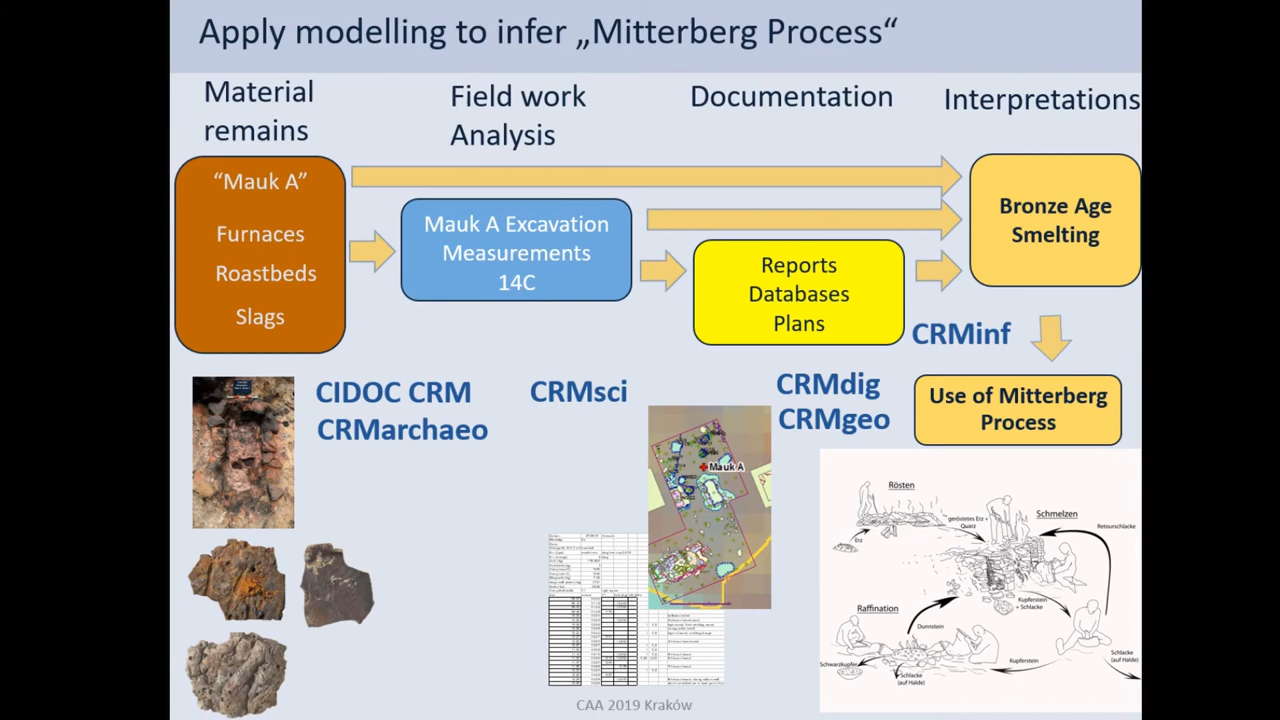 Apply modelling to infer „Mitterberg Process“
Material
remains
Field work
Analysis
Documentation
Interpretations
“Mauk A”
Furnaces
Roastbeds
Slags
Mauk A Excavation
Measurements
14C
Reports
Databases
Plans
Bronze Age
Smelting
CRMinf
CIDOC CRM
CRMarchaeo
CRMsci
CRMdig
CRMgeo
Use of Mitterberg
Process
Mauk A
Rösten
Erz
geröstetes Erz +
Quarz
Schmelzen
Retourschlacke
Kupferstein
+ Schlacke
Raffination
Dunnstein
Schwarzkupfer
Schlacke
(auf Halde)
Kupferstein
Schlacke
(auf Halde)
CAA 2019 Kraków